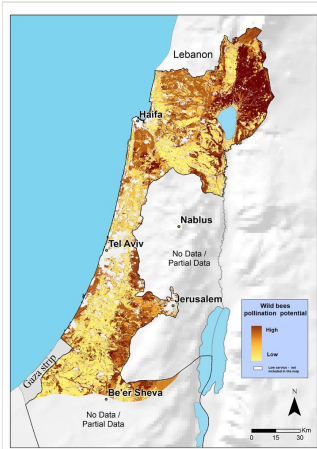 Lebanon
Haifa
Nablus
Tel Aviv
No Data /
Partial Data
Jerusalem
Wild bees
pollination potential
High
Low
Low service - not
included in the map
Gaza strip
Be'er Sheva
No Data /
Partial Data
N
Km
0 15 30